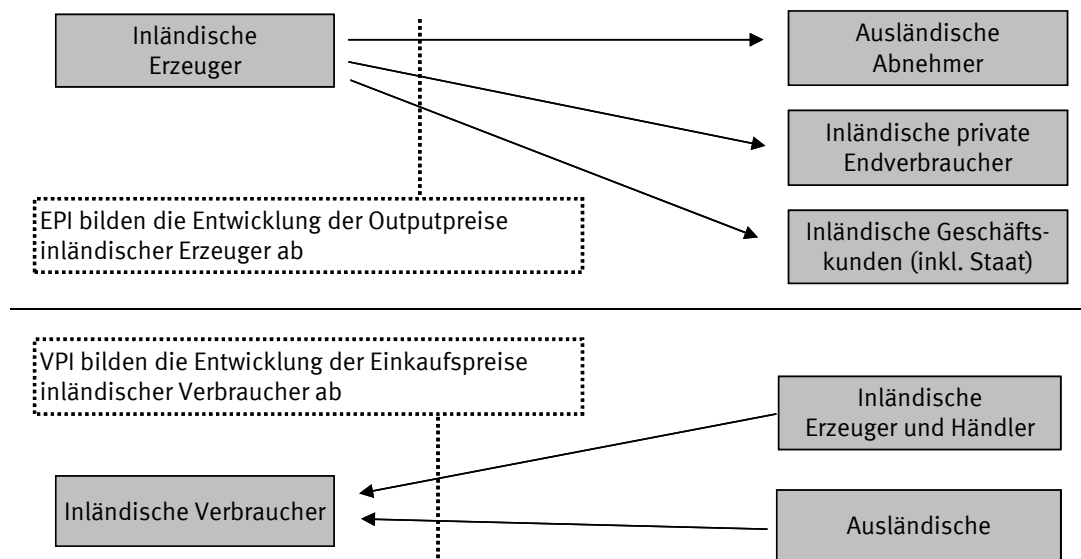 Inländische
Erzeuger
Ausländische
Abnehmer
Inländische private
Endverbraucher
EPI bilden die Entwicklung der Outputpreise
inländischer Erzeuger ab
Inländische Geschäfts-
kunden (inkl. Staat)
VPI bilden die Entwicklung der Einkaufspreise
inländischer Verbraucher ab
Inländische
Erzeuger und Händler
Inländische Verbraucher
Ausländische